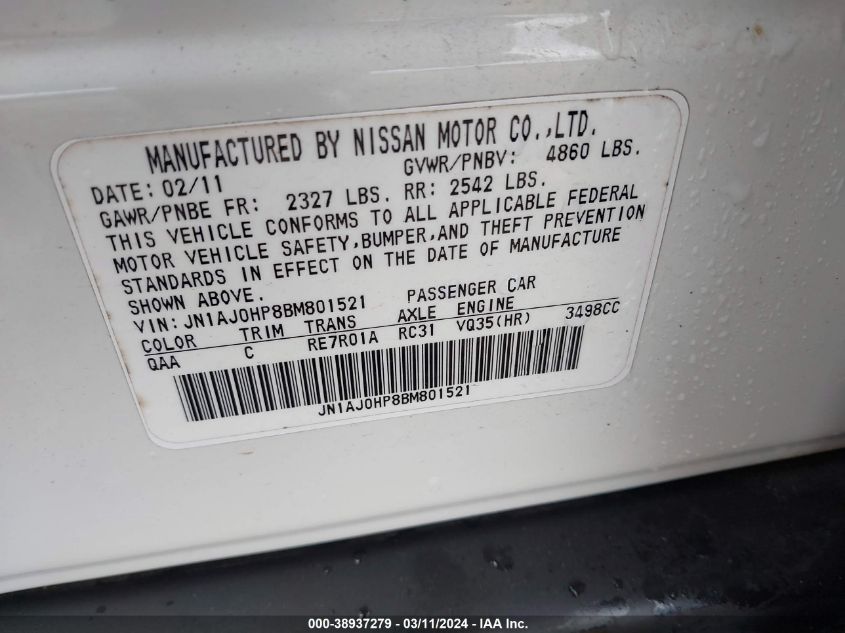 MANUFACTURED BY NISSAN MOTOR CO.,LTD.
DATE: 02/11 GVWR/PNBV: 4860 LBS.
GAWR/PNBE FR: 2327 LBS. RR: 2542 LBS.
THIS VEHICLE CONFORMS TO ALL APPLICABLE FEDERAL
MOTOR VEHICLE SAFETY,BUMPER,AND THEFT PREVENTION
STANDARDS IN EFFECT ON THE DATE OF MANUFACTURE
SHOWN ABOVE.
VIN: JN1AJ0HP8BM801521 PASSENGER CAR
COLOR TRIM TRANS AXLE ENGINE
QAA C RE7R01A RC31 VQ35(HR) 3498CC
JN1AJ0HP8BM801521
000-38937279 - 03/11/2024 - IAA Inc.